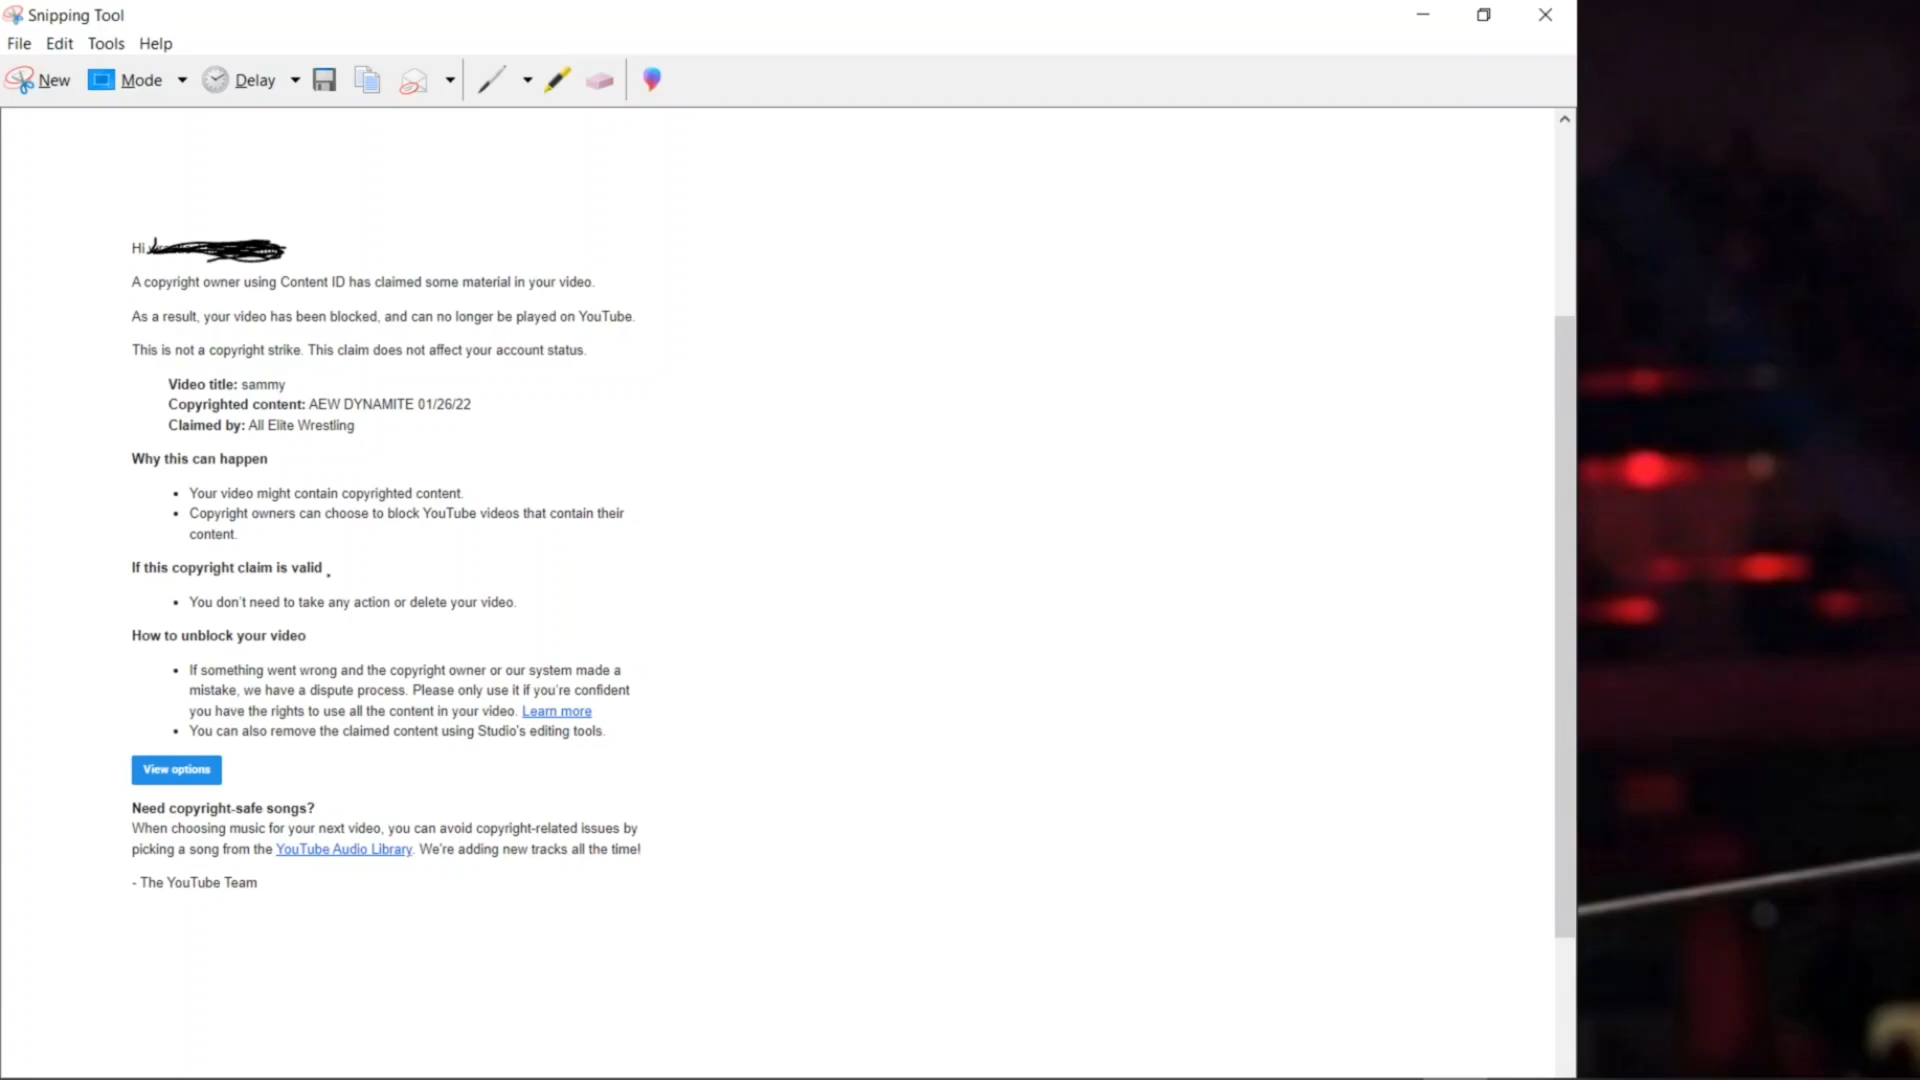 Snipping Tool
File Edit Tools Help
New Mode Delay
Hi
A copyright owner using Content ID has claimed some material in your video.
As a result, your video has been blocked, and can no longer be played on YouTube.
This is not a copyright strike. This claim does not affect your account status.
Video title: sammy
Copyrighted content: AEW DYNAMITE 01/26/22
Claimed by: All Elite Wrestling
Why this can happen
• Your video might contain copyrighted content.
• Copyright owners can choose to block YouTube videos that contain their
content.
If this copyright claim is valid
• You don't need to take any action or delete your video.
How to unblock your video
• If something went wrong and the copyright owner or our system made a
mistake, we have a dispute process. Please only use it if you're confident
you have the rights to use all the content in your video. Learn more
• You can also remove the claimed content using Studio's editing tools.
View options
Need copyright-safe songs?
When choosing music for your next video, you can avoid copyright-related issues by
picking a song from the YouTube Audio Library. We're adding new tracks all the time!
- The YouTube Team